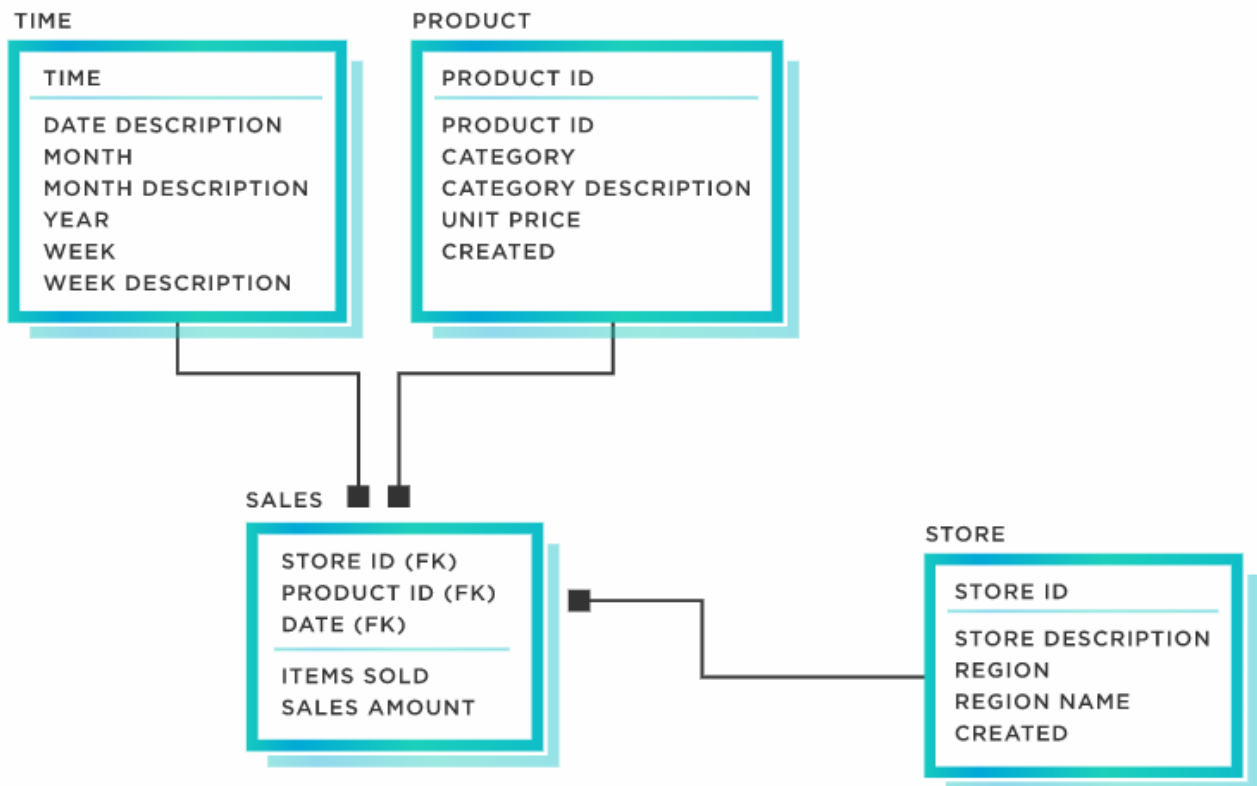 TIME
TIME
DATE DESCRIPTION
MONTH
MONTH DESCRIPTION
YEAR
WEEK
WEEK DESCRIPTION
PRODUCT
PRODUCT ID
PRODUCT ID
CATEGORY
CATEGORY DESCRIPTION
UNIT PRICE
CREATED
SALES
STORE ID (FK)
PRODUCT ID (FK)
DATE (FK)
ITEMS SOLD
SALES AMOUNT
STORE
STORE ID
STORE DESCRIPTION
REGION
REGION NAME
CREATED